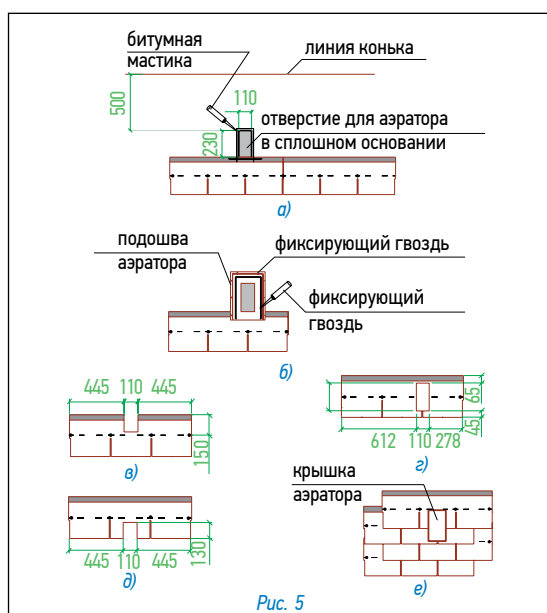 битумная
мастика
линия конька
500
110
230
отверстие для аэратора
в сплошном основании
а)
подошва
аэратора
фиксирующий гвоздь
фиксирующий
гвоздь
б)
445 110 445
150
в)
65
45
612 110 278
г)
130
445 110 445
д)
крышка
аэратора
е)
Рис. 5